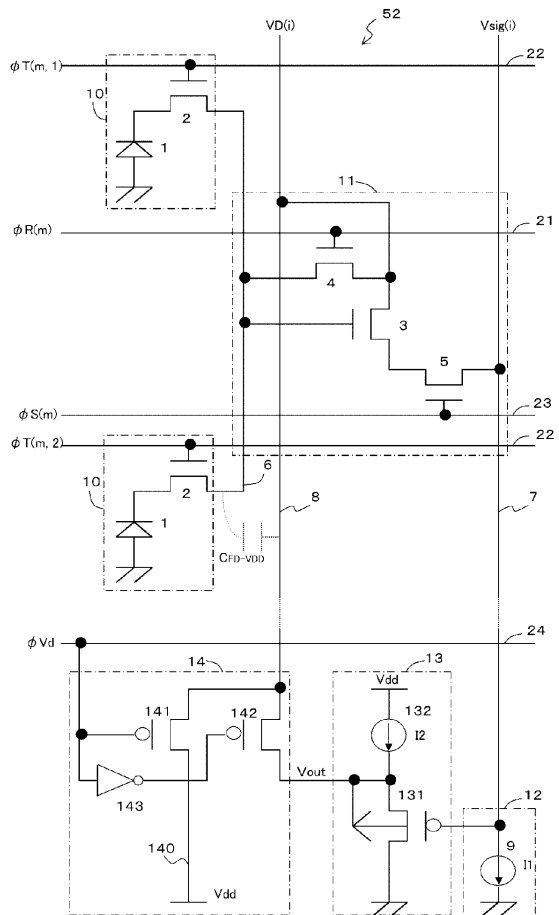 VD(i)
52
Vsig(i)
φT(m, 1)
22
10
2
1
11
φR(m)
21
4
3
5
φS(m)
23
φT(m, 2)
22
10
2
6
8
7
1
CFD-VDD
φVd
24
14
13
Vdd
141
142
132
I2
Vout
131
12
143
9
I1
140
Vdd